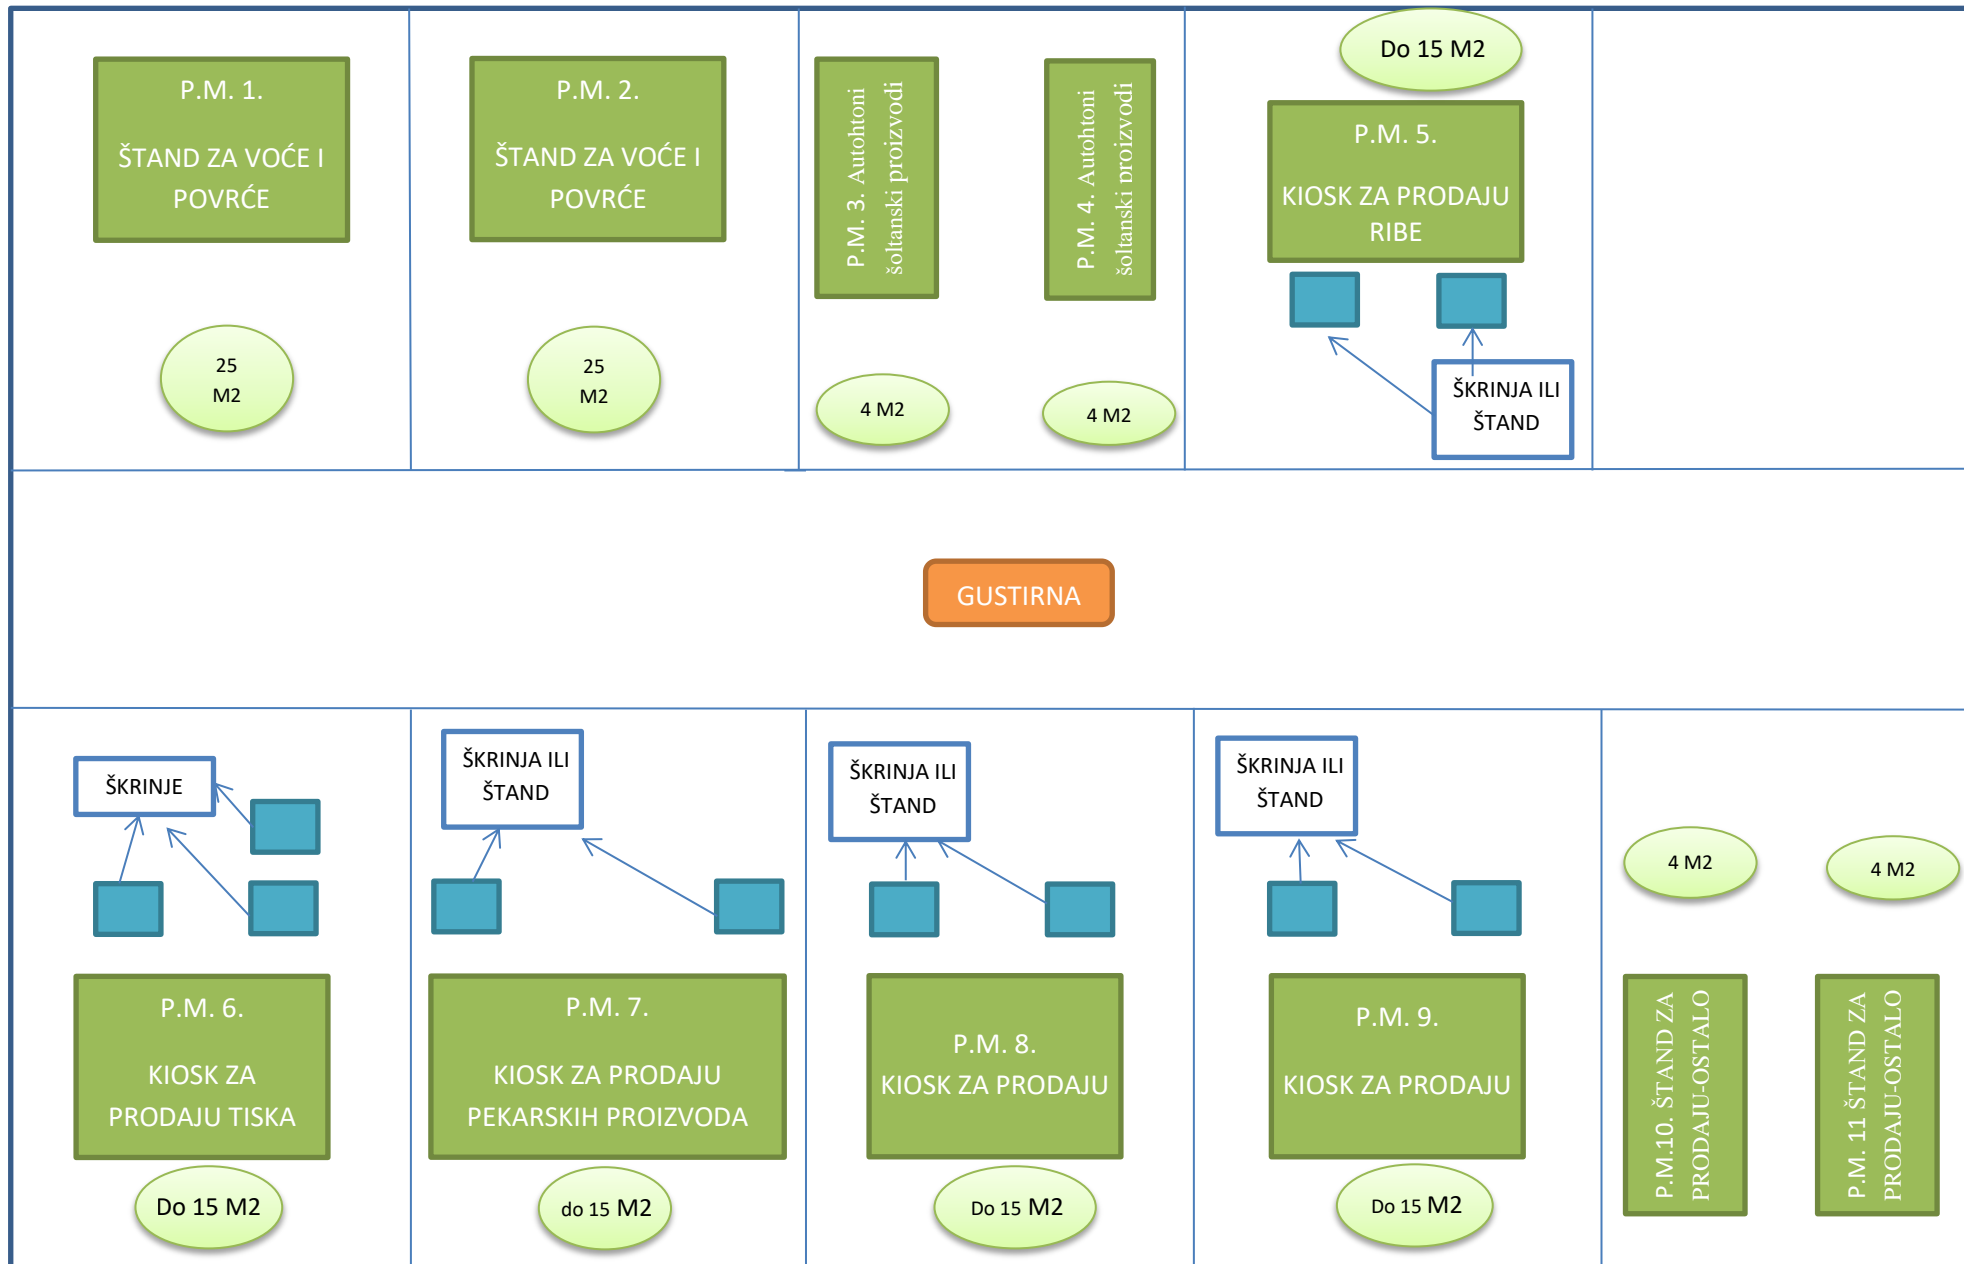 P.M. 1.
ŠTAND ZA VOĆE I
POVRĆE
25
M2
P.M. 2.
ŠTAND ZA VOĆE I
POVRĆE
25
M2
P.M. 3. Autohtoni
šoltanski proizvodi
4 M2
P.M. 4. Autohtoni
šoltanski proizvodi
4 M2
Do 15 M2
P.M. 5.
KIOSK ZA PRODAJU
RIBE
ŠKRINJA ILI
ŠTAND
GUSTIRNA
ŠKRINJE
P.M. 6.
KIOSK ZA
PRODAJU TISKA
Do 15 M2
ŠKRINJA ILI
ŠTAND
P.M. 7.
KIOSK ZA PRODAJU
PEKARSKIH PROIZVODA
do 15 M2
ŠKRINJA ILI
ŠTAND
P.M. 8.
KIOSK ZA PRODAJU
Do 15 M2
ŠKRINJA ILI
ŠTAND
P.M. 9.
KIOSK ZA PRODAJU
Do 15 M2
4 M2
P.M.10. ŠTAND ZA
PRODAJU-OSTALO
4 M2
P.M. 11 ŠTAND ZA
PRODAJU-OSTALO